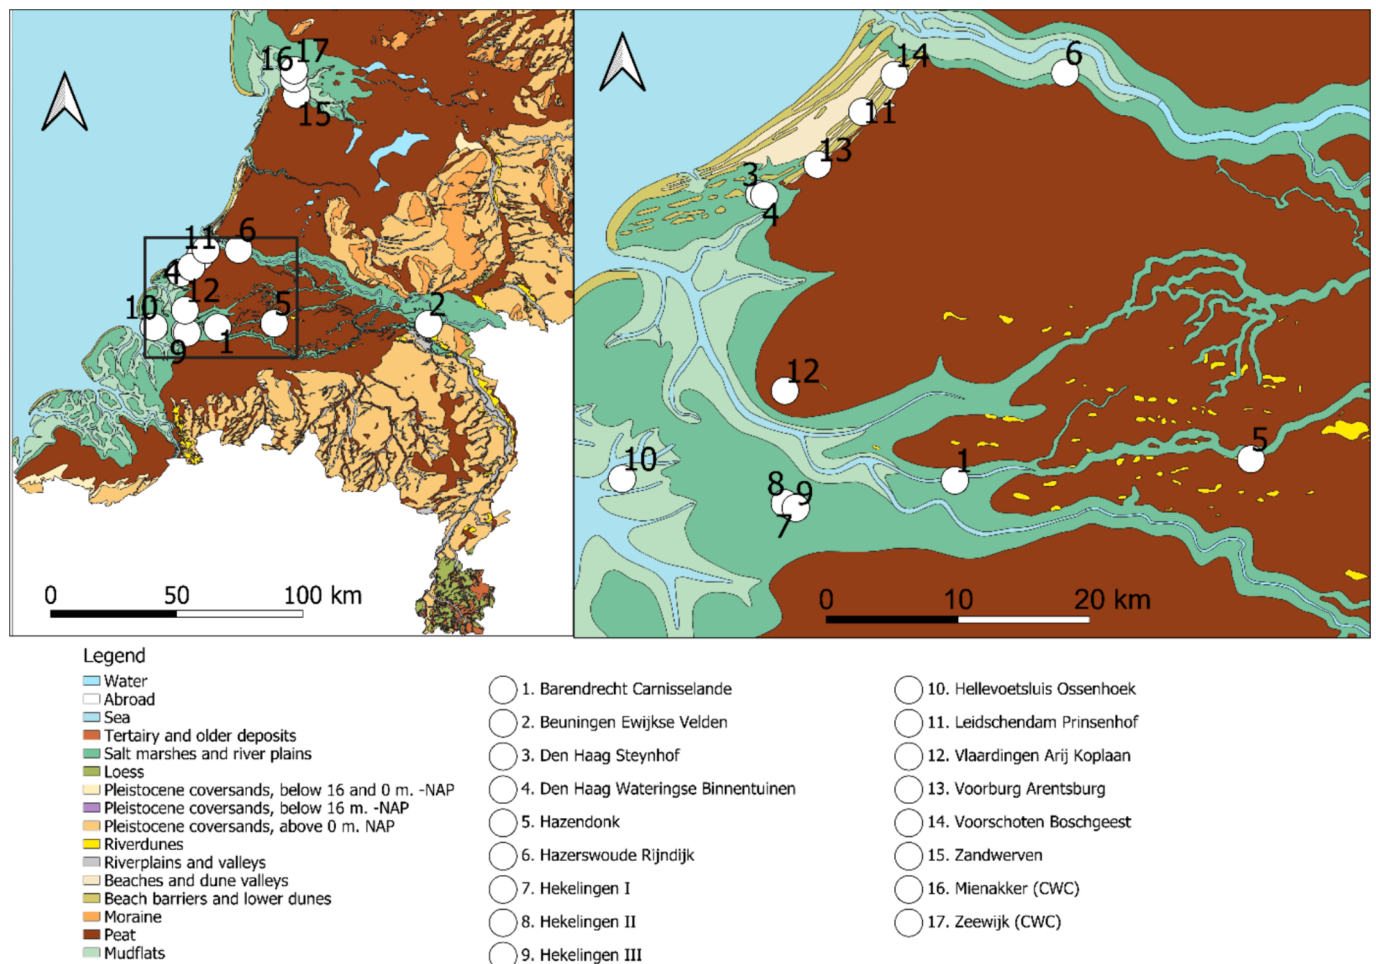 16 17
15
11 6
4
12
10 5 2
9 1
0 50 100 km
14 6
11
13
3
4
12
10 1 5
8 9
7
0 10 20 km
Legend
Water
Abroad
Sea
Tertairy and older deposits
Salt marshes and river plains
Loess
Pleistocene coversands, below 16 and 0 m. -NAP
Pleistocene coversands, below 16 m. -NAP
Pleistocene coversands, above 0 m. NAP
Riverdunes
Riverplains and valleys
Beaches and dune valleys
Beach barriers and lower dunes
Moraine
Peat
Mudflats
1. Barendrecht Carnisselande
2. Beuningen Ewijkse Velden
3. Den Haag Steynhof
4. Den Haag Wateringse Binnentuinen
5. Hazendonk
6. Hazerswoude Rijndijk
7. Hekelingen I
8. Hekelingen II
9. Hekelingen III
10. Hellevoetsluis Ossenhoek
11. Leidschendam Prinsenhof
12. Vlaardingen Arij Koplaan
13. Voorburg Arentsburg
14. Voorschoten Boschgeest
15. Zandwerven
16. Mienakker (CWC)
17. Zeewijk (CWC)